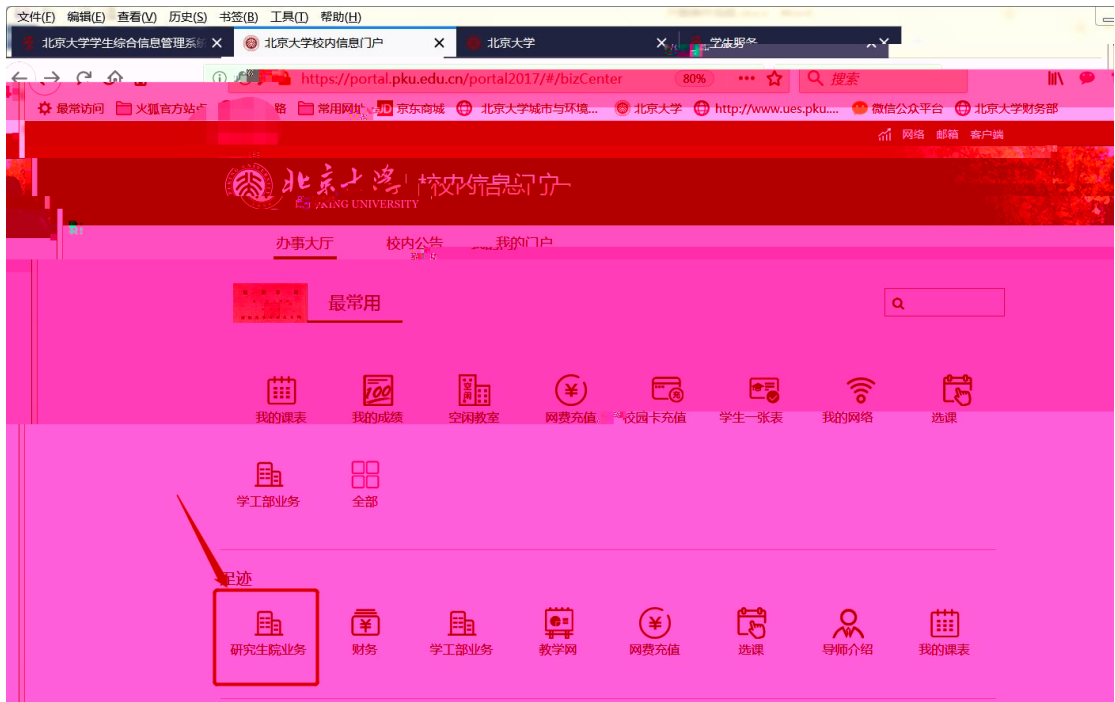 文件(F) 编辑(E) 查看(V) 历史(S) 书签(B) 工具(T) 帮助(H)
北京大学学生综合信息管理系统 北京大学校内信息门户 北京大学
https://portal.pku.edu.cn/portal2017/#/bizCenter 80% 搜索
最常访问 火狐官方站点 常用网址 JD 京东商城 北京大学城市与环境... 北京大学 http://www.ues.pku.... 微信公众平台 北京大学财务部
网络 邮箱 客户端
北京大学 校内信息门户
PEKING UNIVERSITY
办事大厅 校内公告 我的门户
最常用
我的课表 我的成绩 空闲教室 网费充值 校园卡充值 学生一张表 我的网络 选课
学工部业务 全部
足迹
研究生院业务 财务 学工部业务 教学网 网费充值 选课 导师介绍 我的课表